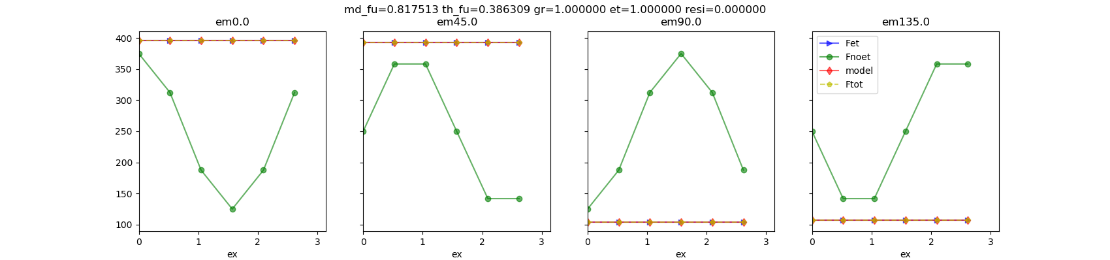 md_fu=0.817513 th_fu=0.386309 gr=1.000000 et=1.000000 resi=0.000000
em0.0 em45.0 em90.0 em135.0
400
350
300
250
200
150
100
Fet
Fnoet
model
Ftot
0 1 2 3 0 1 2 3 0 1 2 3 0 1 2 3
ex ex ex ex